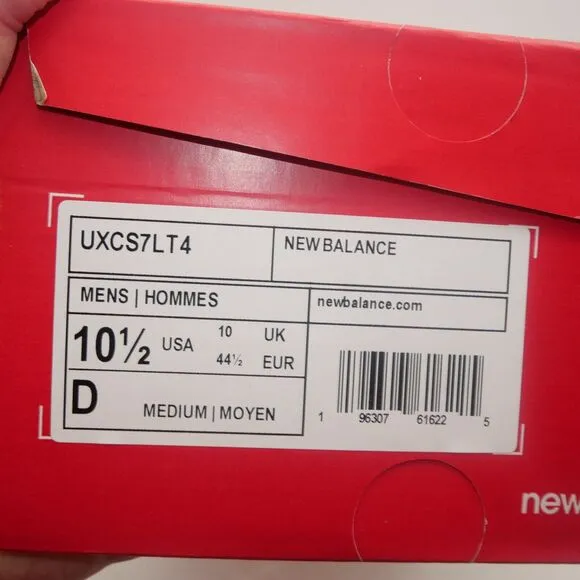 UXCS7LT4
NEW BALANCE
MENS | HOMMES
newbalance.com
10½ USA 10 UK
44½ EUR
D MEDIUM | MOYEN
1 96307 61622 5
new